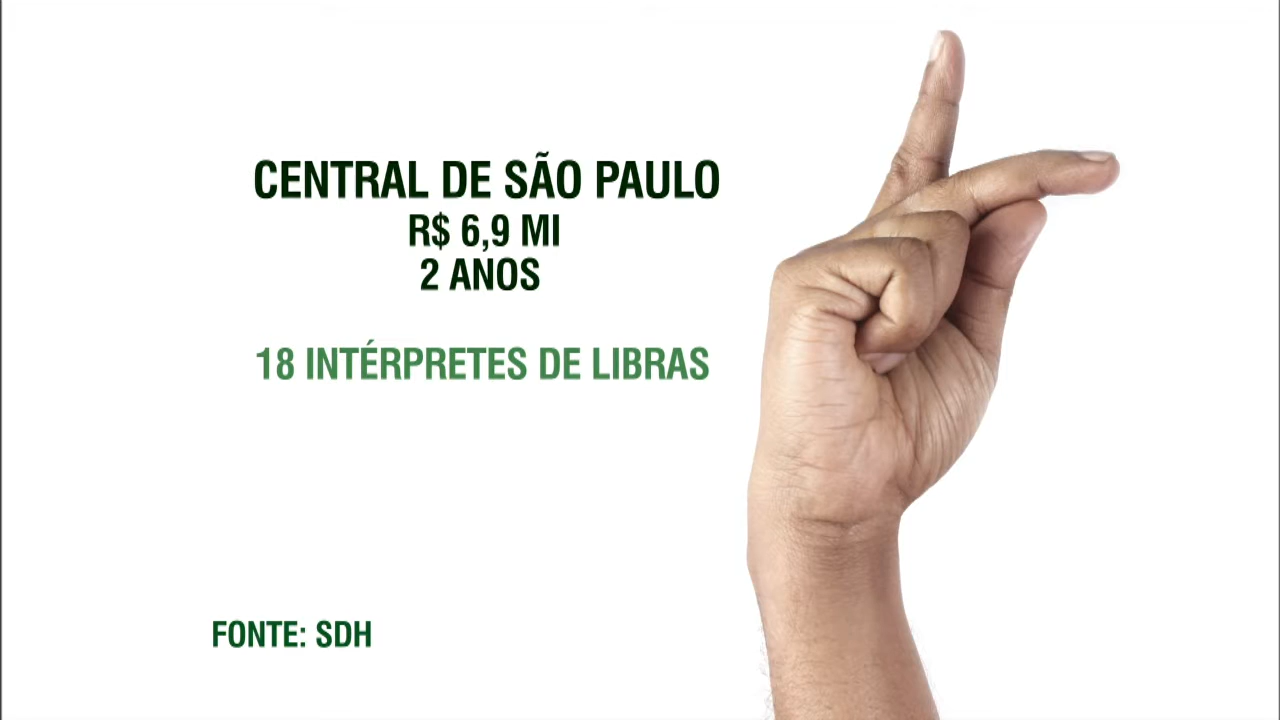 CENTRAL DE SÃO PAULO
R$ 6,9 MI
2 ANOS
18 INTÉRPRETES DE LIBRAS
FONTE: SDH